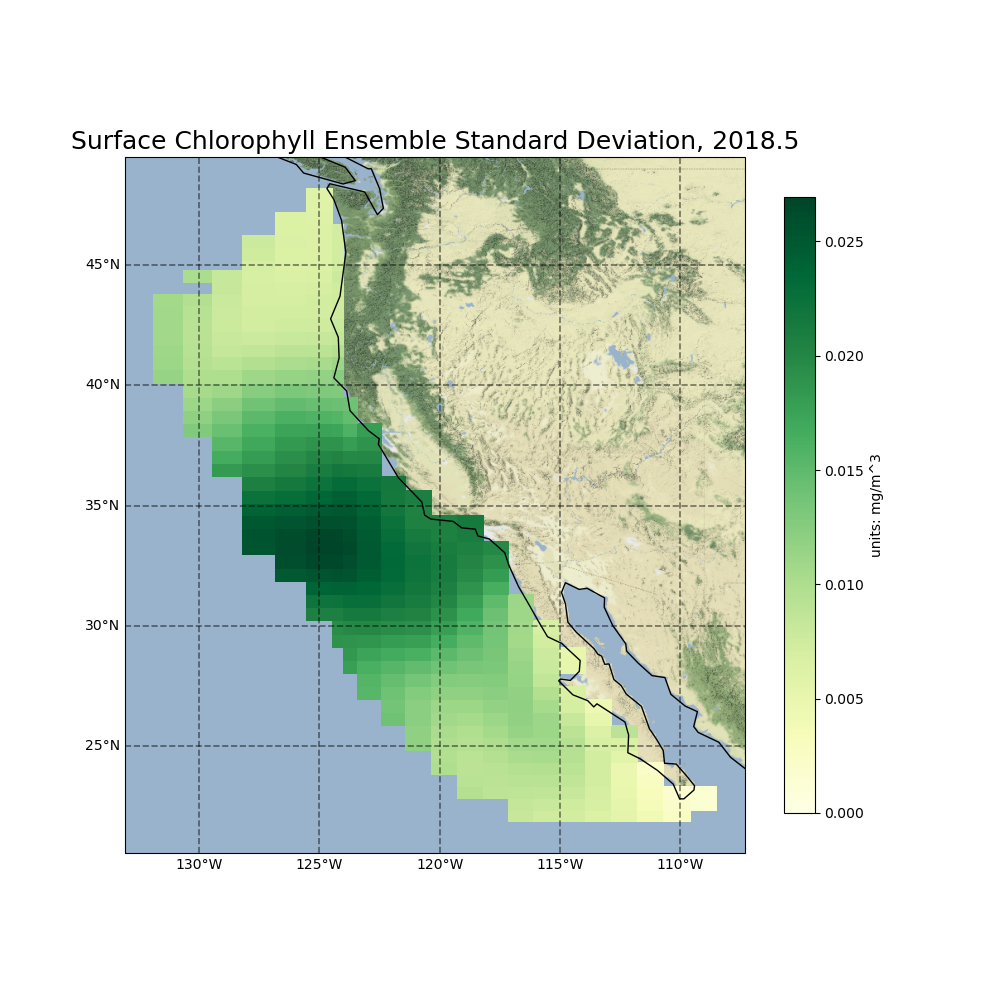 Surface Chlorophyll Ensemble Standard Deviation, 2018.5
45°N
40°N
35°N
30°N
25°N
130°W 125°W 120°W 115°W 110°W
0.025
0.020
0.015
0.010
0.005
0.000
units: mg/m^3